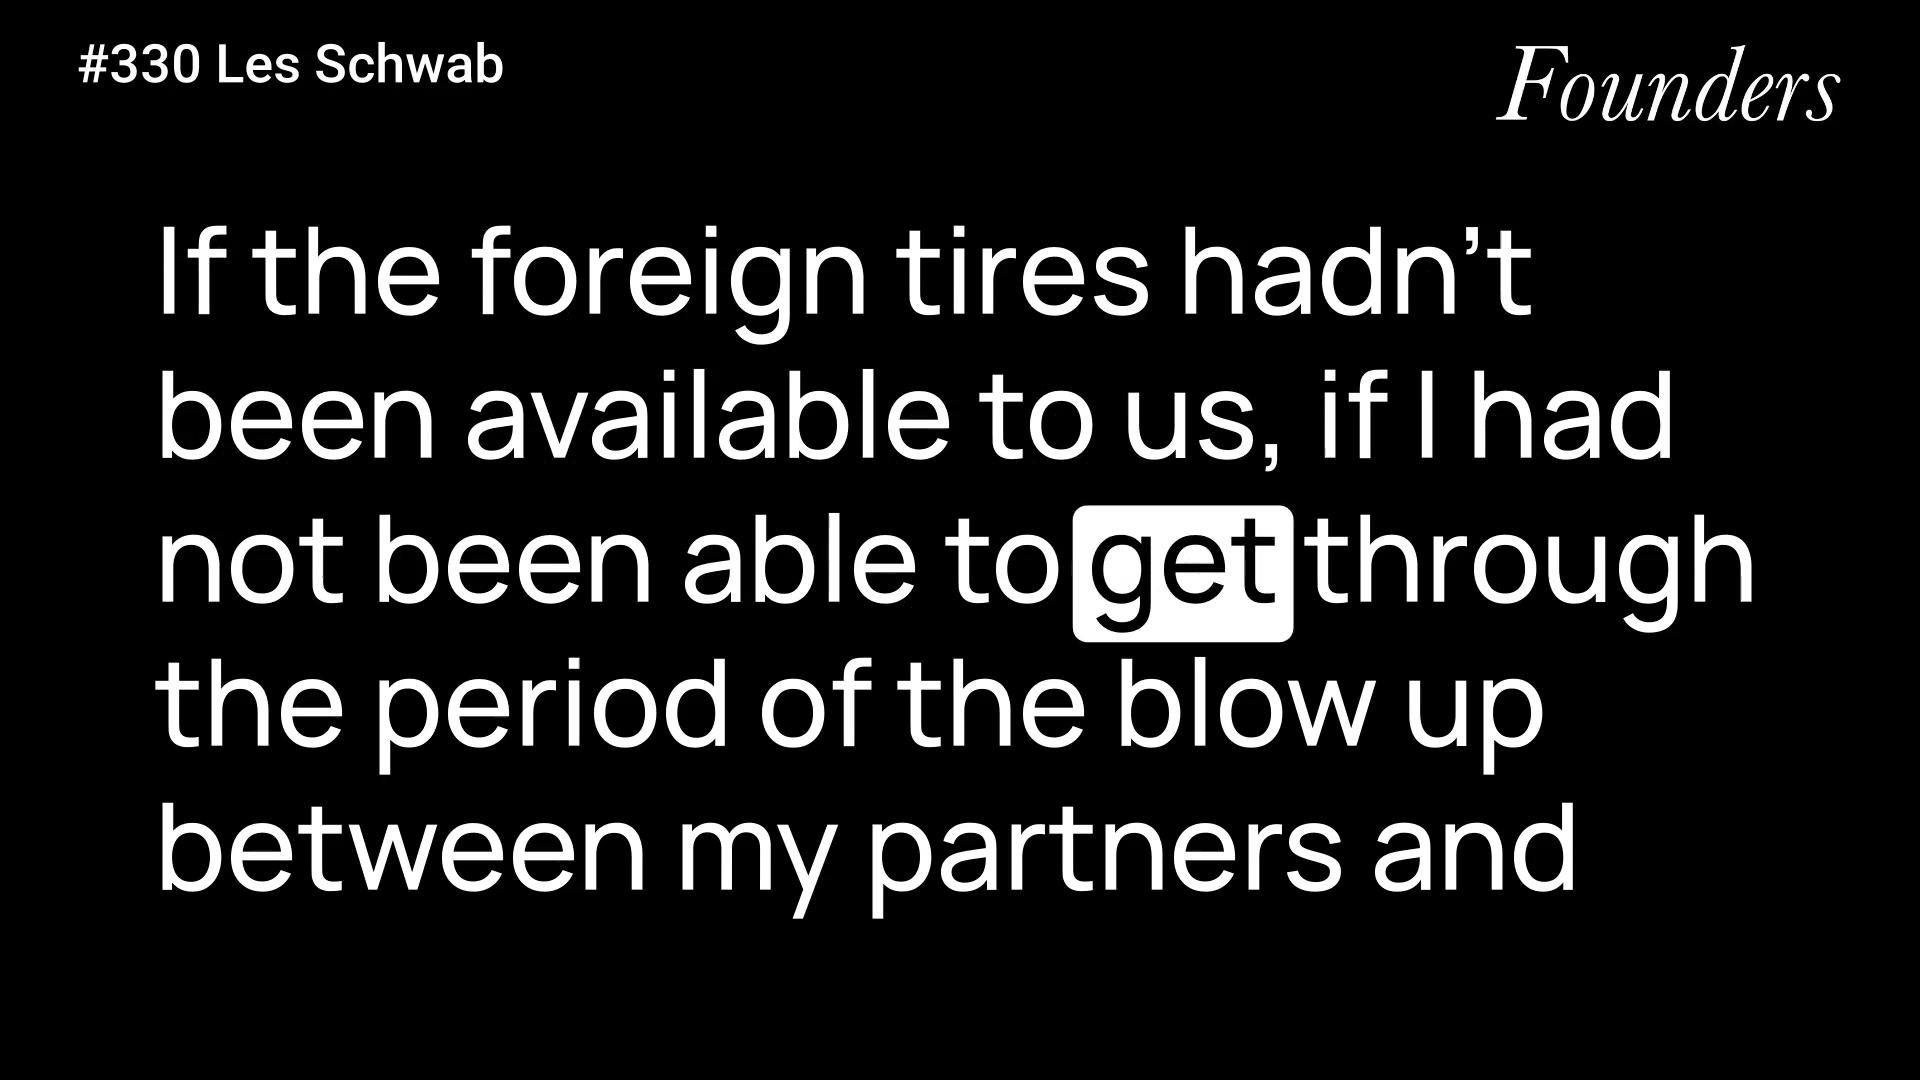 #330 Les Schwab
Founders
If the foreign tires hadn’t
been available to us, if I had
not been able to get through
the period of the blow up
between my partners and